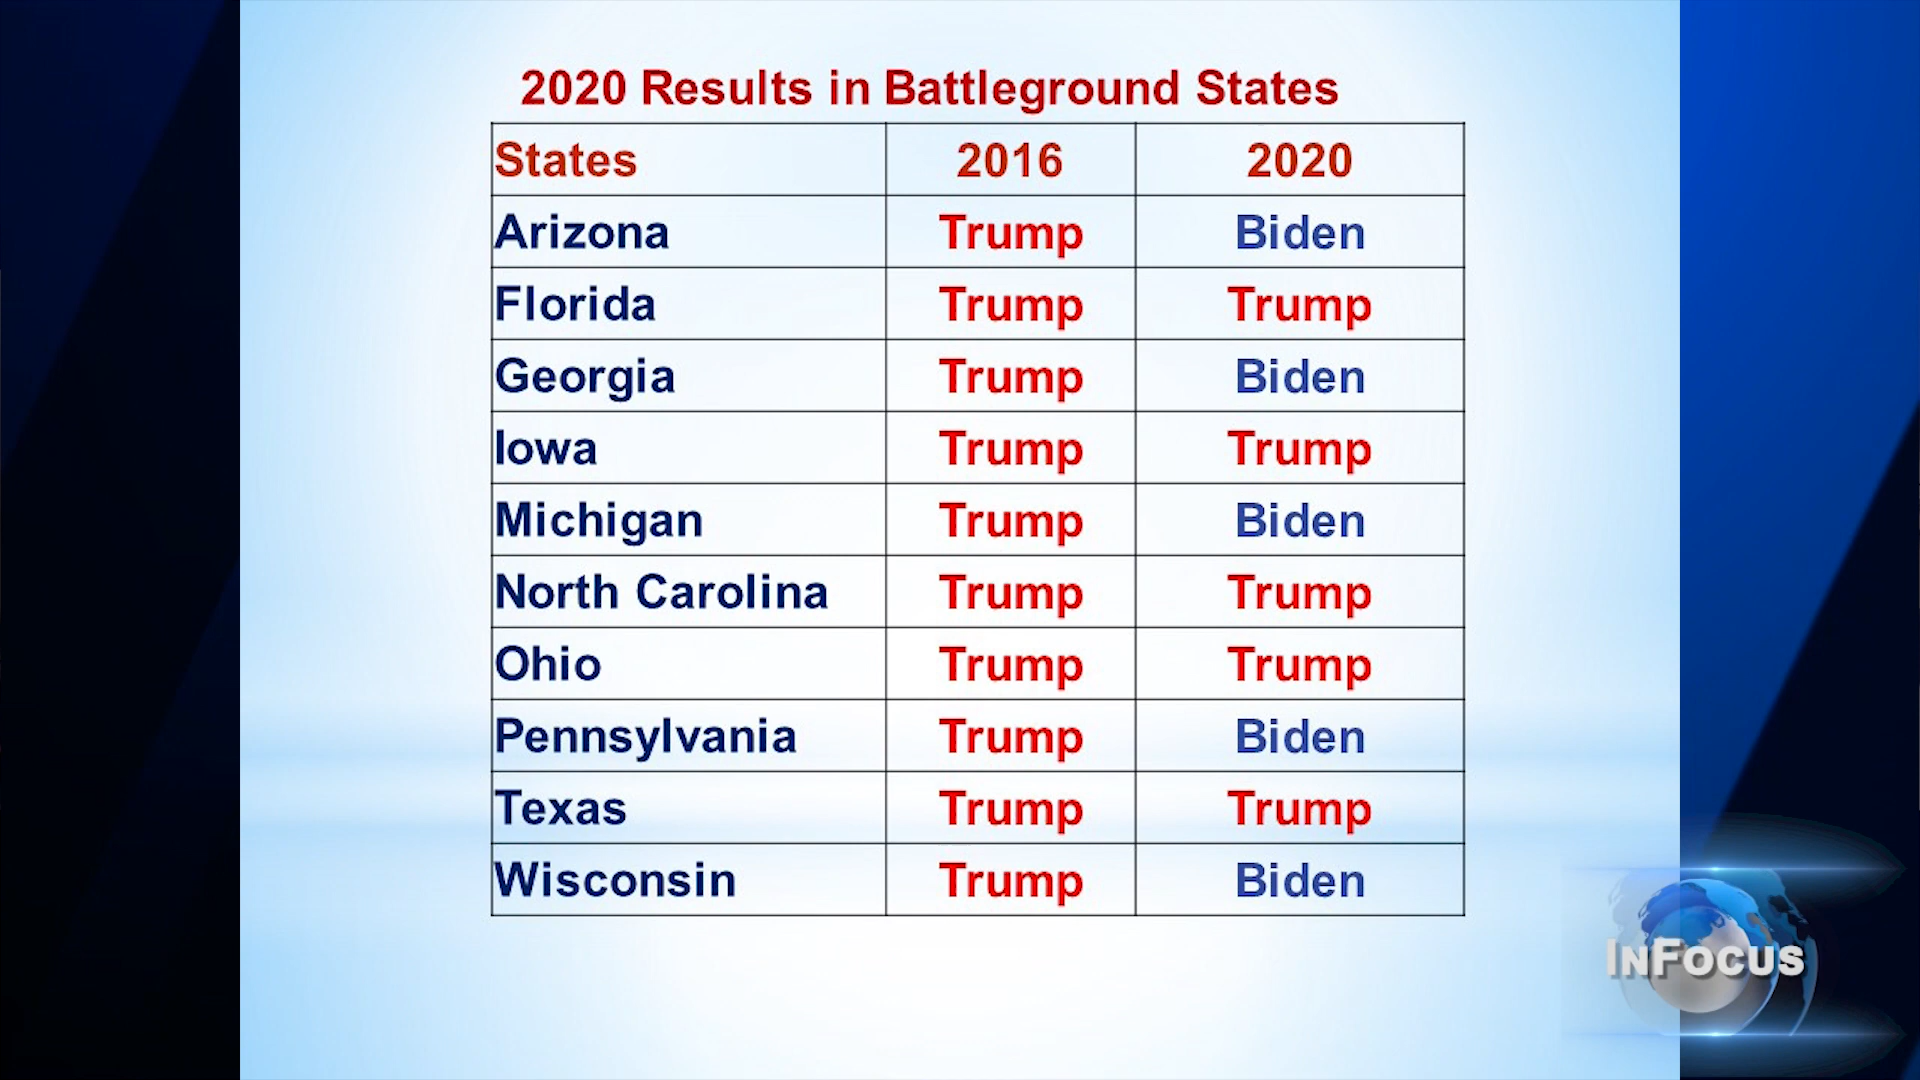 2020 Results in Battleground States
States 2016 2020
Arizona Trump Biden
Florida Trump Trump
Georgia Trump Biden
Iowa Trump Trump
Michigan Trump Biden
North Carolina Trump Trump
Ohio Trump Trump
Pennsylvania Trump Biden
Texas Trump Trump
Wisconsin Trump Biden
INFOCUS